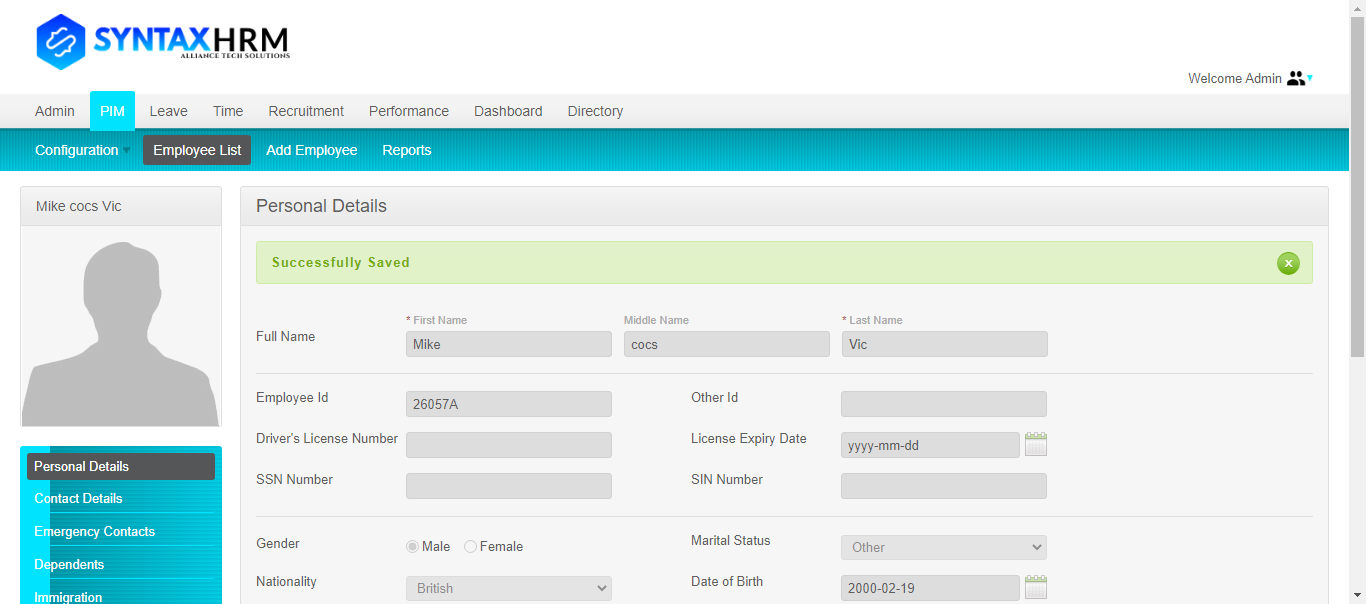 SYNTAXHRM
ALLIANCE TECH SOLUTIONS
Welcome Admin
Admin PIM Leave Time Recruitment Performance Dashboard Directory
Configuration Employee List Add Employee Reports
Mike cocs Vic
Personal Details
Contact Details
Emergency Contacts
Dependents
Immigration
Personal Details
Successfully Saved
x
* First Name Middle Name * Last Name
Full Name Mike cocs Vic
Employee Id 26057A Other Id
Driver's License Number License Expiry Date yyyy-mm-dd
SSN Number SIN Number
Gender Male Female Marital Status Other
Nationality British Date of Birth 2000-02-19